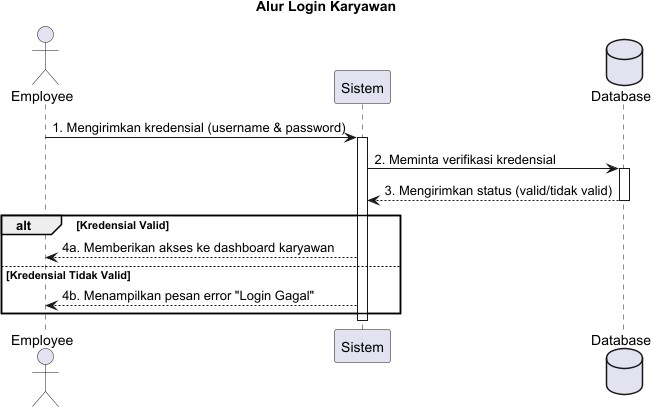 Alur Login Karyawan
Employee
Sistem
Database
1. Mengirimkan kredensial (username & password)
2. Meminta verifikasi kredensial
3. Mengirimkan status (valid/tidak valid)
alt
[Kredensial Valid]
4a. Memberikan akses ke dashboard karyawan
[Kredensial Tidak Valid]
4b. Menampilkan pesan error "Login Gagal"
Employee
Sistem
Database